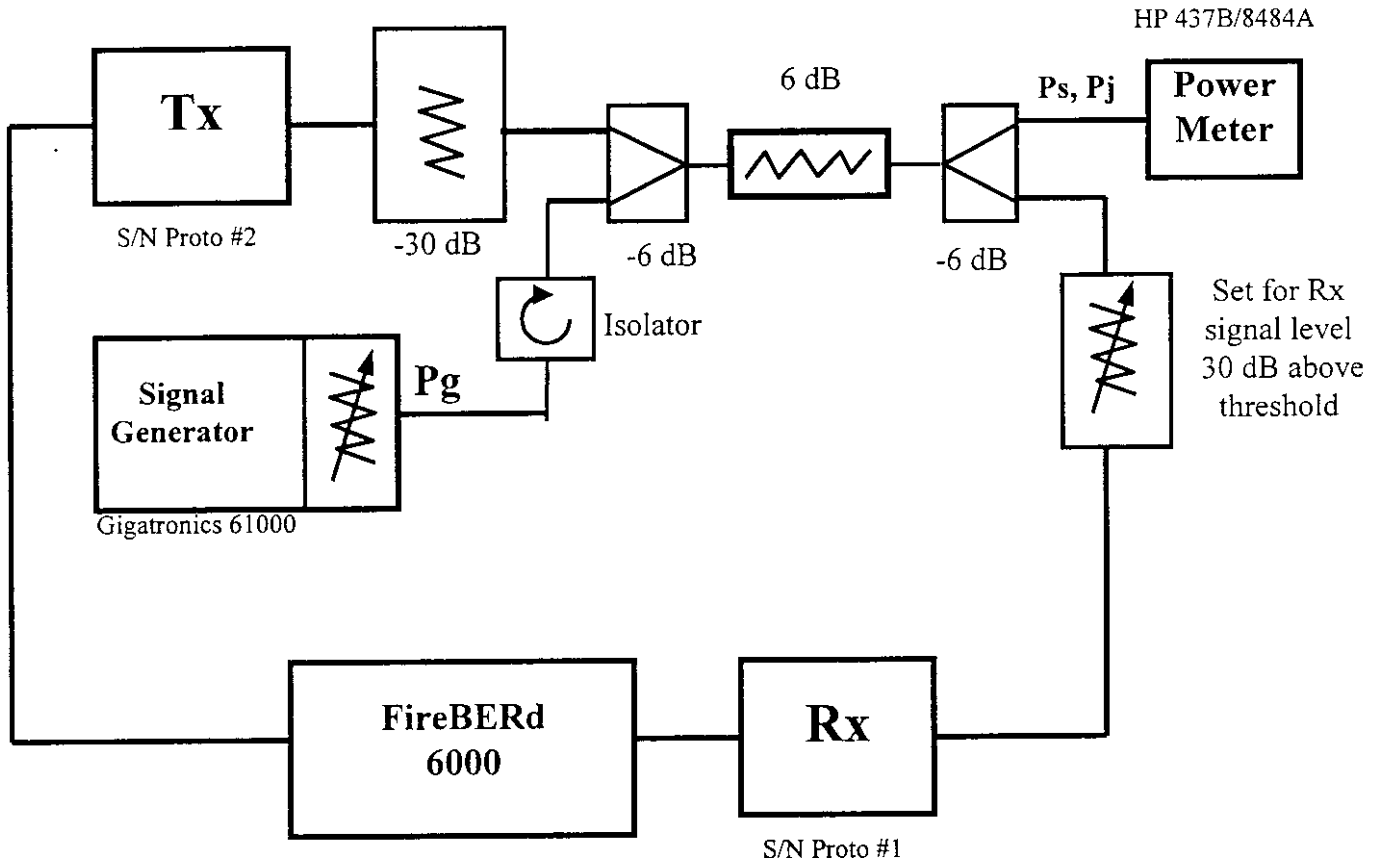 HP 437B/8484A
Tx
S/N Proto #2
-30 dB
-6 dB
6 dB
-6 dB
Ps, Pj
Power
Meter
Isolator
Set for Rx
signal level
30 dB above
threshold
Signal
Generator
Pg
Gigatronics 61000
FireBERd
6000
Rx
S/N Proto #1